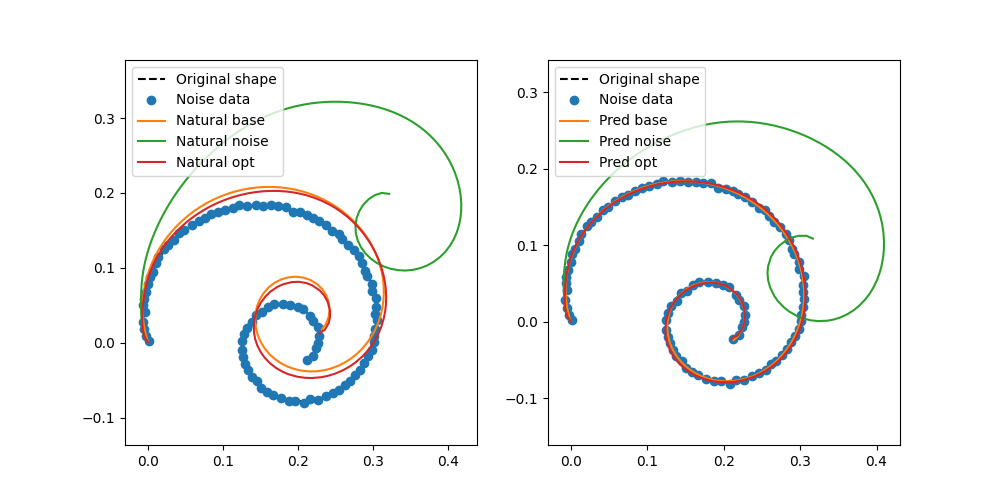 Original shape
Noise data
Natural base
Natural noise
Natural opt
0.3
0.2
0.1
0.0
−0.1
0.0 0.1 0.2 0.3 0.4
Original shape
Noise data
Pred base
Pred noise
Pred opt
0.3
0.2
0.1
0.0
−0.1
0.0 0.1 0.2 0.3 0.4